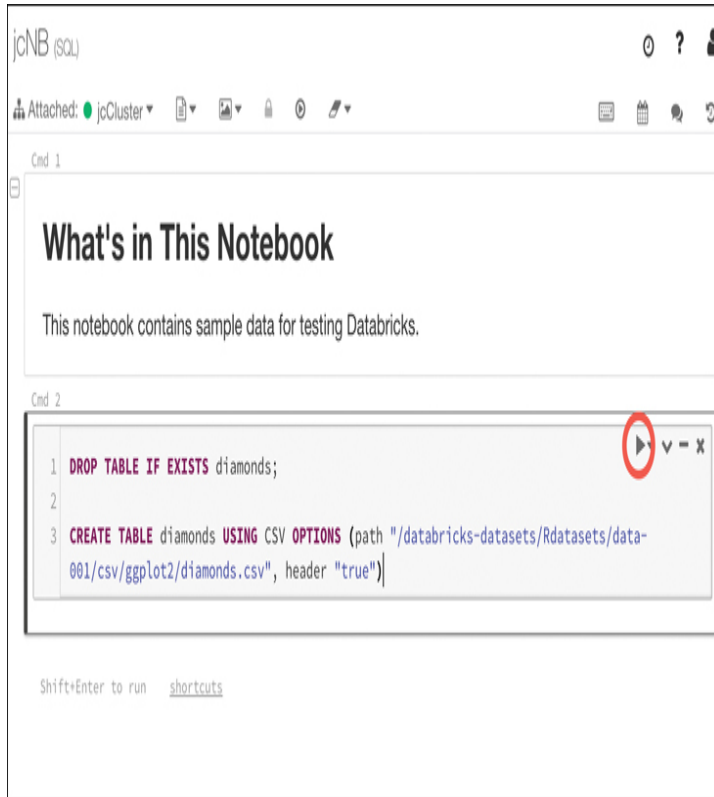 jcNB (SQL)
?
Attached: jcCluster
Cmd 1
What's in This Notebook
This notebook contains sample data for testing Databricks.
Cmd 2
1 DROP TABLE IF EXISTS diamonds;
2
3 CREATE TABLE diamonds USING CSV OPTIONS (path "/databricks-datasets/Rdatasets/data-
001/csv/ggplot2/diamonds.csv", header "true")
Shift+Enter to run shortcuts